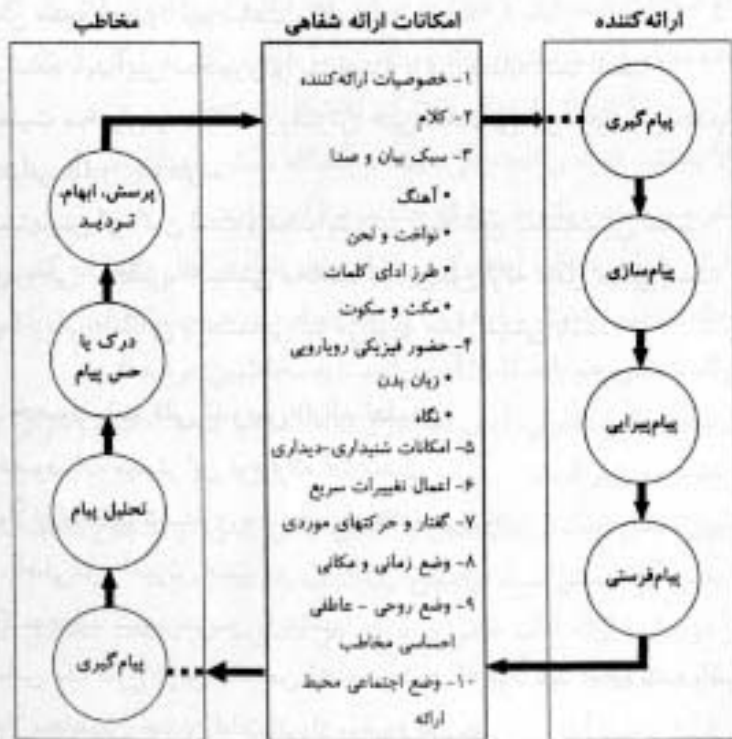 ارائه‌کننده
پیام‌گیری
پیام‌سازی
پیام‌پیرایی
پیام‌فرستی
امکانات ارائه شفاهی
۱- خصوصیات ارائه‌کننده
۲- کلام
۳- سبک بیان و صدا
• آهنگ
• نواخت و لحن
• طرز ادای کلمات
• مکث و سکوت
۴- حضور فیزیکی رویارویی
• زبان بدن
• نگاه
۵- امکانات شنیداری-دیداری
۶- اعمال تغییرات سریع
۷- گفتار و حرکتهای موردی
۸- وضع زمانی و مکانی
۹- وضع روحی - عاطفی
احساسی مخاطب
۱۰- وضع اجتماعی محیط
ارائه
مخاطب
پرسش، ابهام،
تردید
درک یا
حس پیام
تحلیل پیام
پیام‌گیری